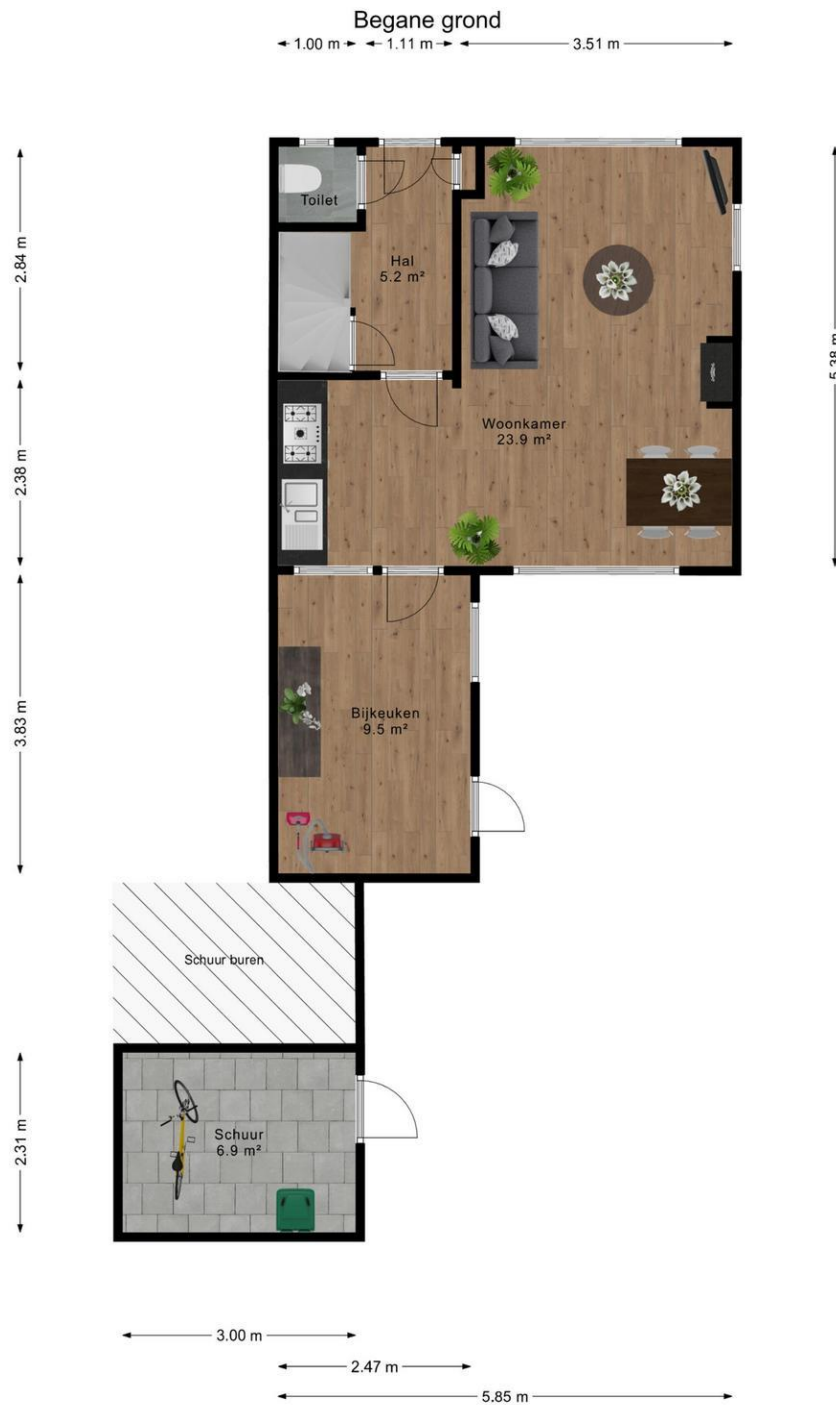 Begane grond
1.00 m
1.11 m
3.51 m
Toilet
Hal
5.2 m²
2.84 m
5.38 m
Woonkamer
23.9 m²
2.38 m
Bijkeuken
9.5 m²
3.83 m
Schuur buren
Schuur
6.9 m²
2.31 m
3.00 m
2.47 m
5.85 m